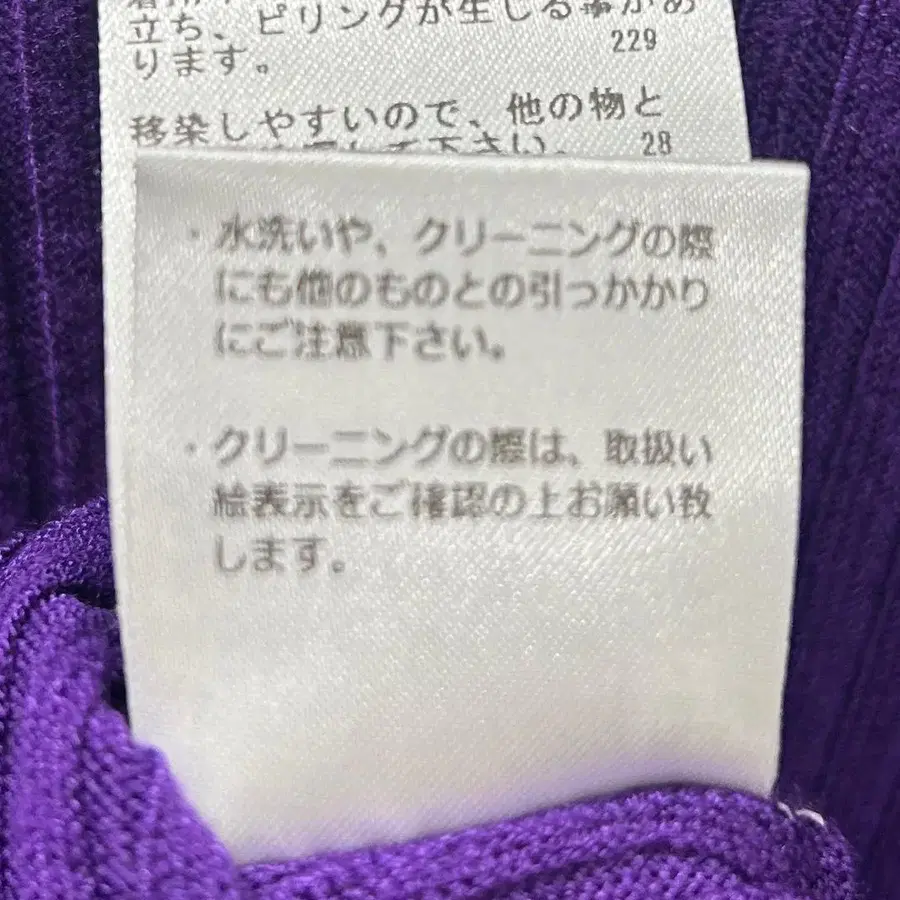 立ち、ピリングが生じる事があ
ります。
229
移染しやすいので、他の物と
下さい。
28
・水洗いや、クリーニングの際
にも他のものとの引っかかり
にご注意下さい。
・クリーニングの際は、取扱い
絵表示をご確認の上お願い致
します。